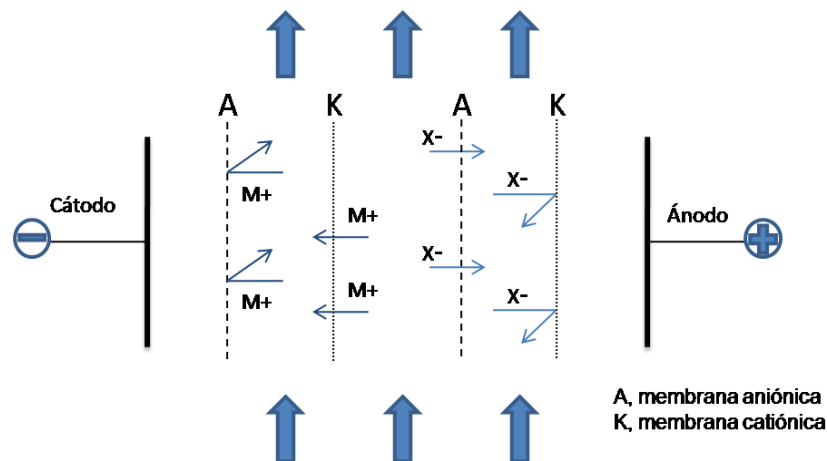 A K A K
X-
X-
M+
Cátodo
M+
Ánodo
X-
M+
M+
X-
A, membrana aniónica
K, membrana catiónica